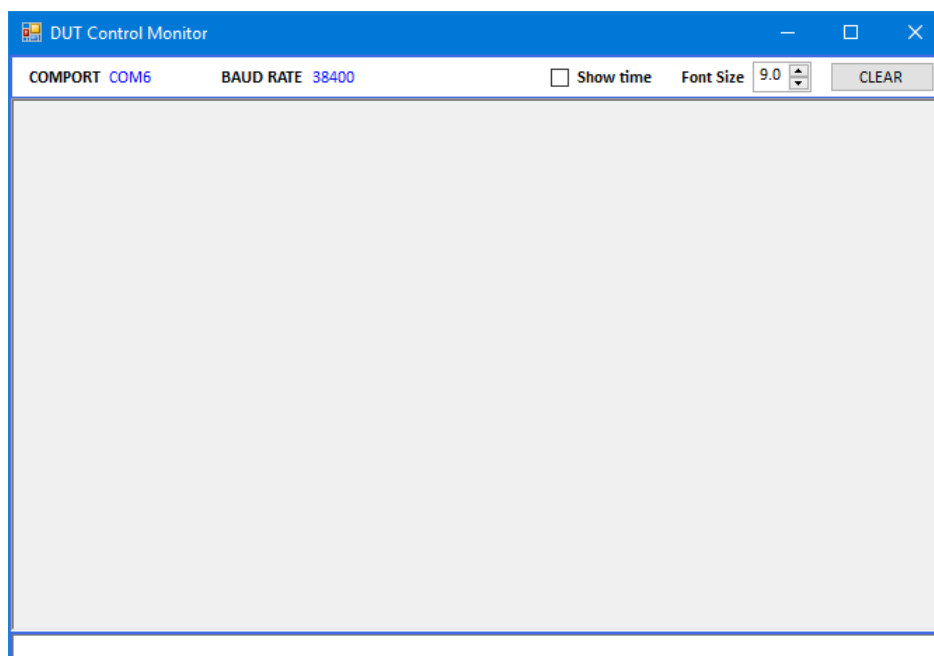 DUT Control Monitor
COMPORT COM6 BAUD RATE 38400 Show time Font Size 9.0 CLEAR